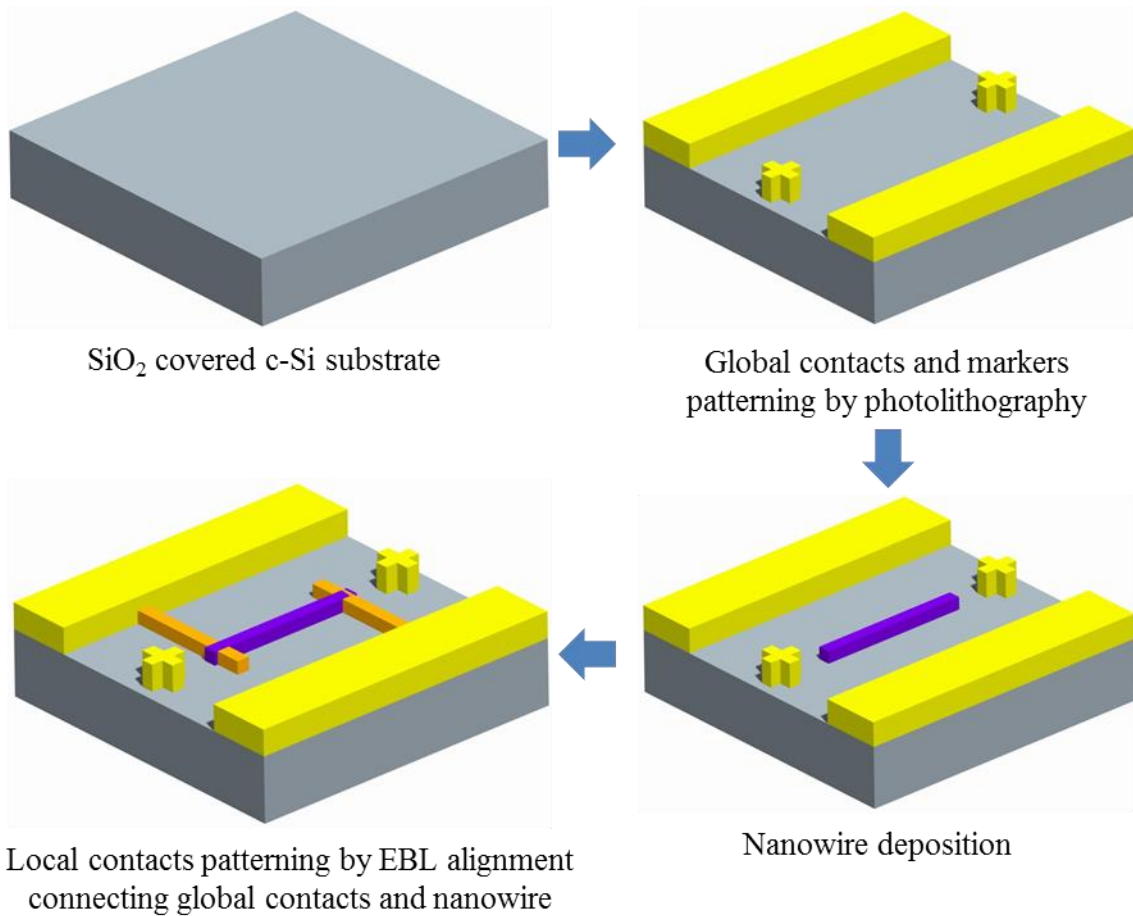 SiO₂ covered c-Si substrate
Global contacts and markers
patterning by photolithography
Nanowire deposition
Local contacts patterning by EBL alignment
connecting global contacts and nanowire